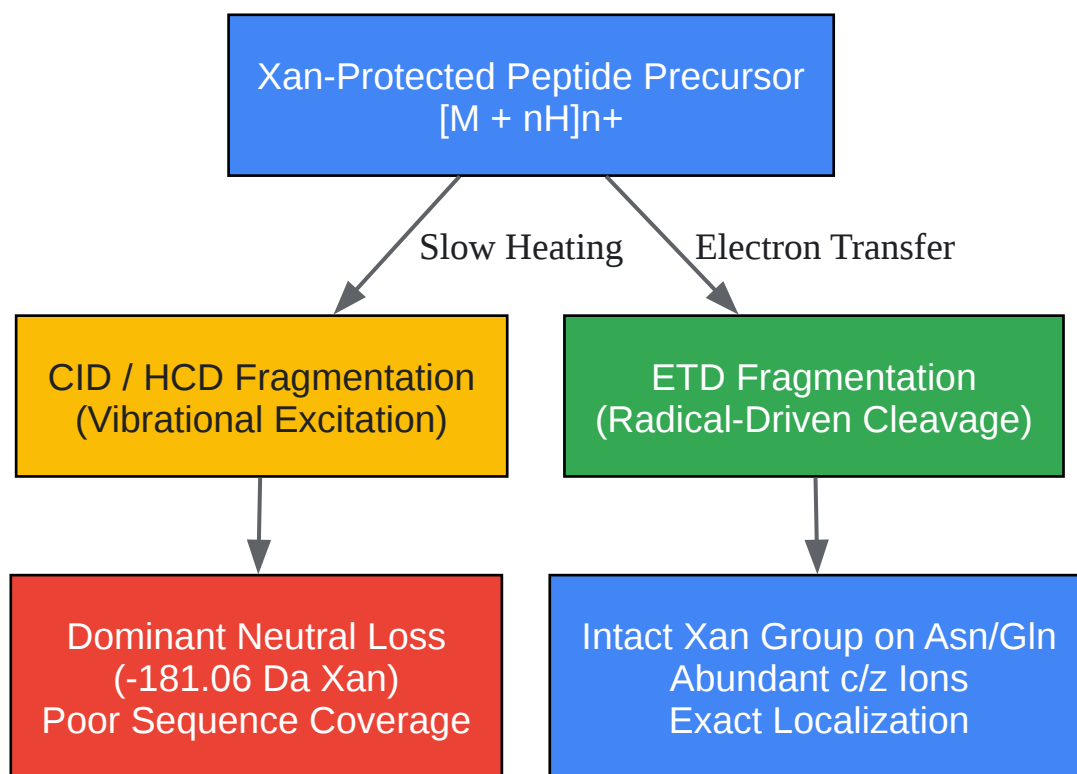 Xan-Protected Peptide Precursor
[M + nH]n+
Slow Heating
Electron Transfer
CID / HCD Fragmentation
(Vibrational Excitation)
ETD Fragmentation
(Radical-Driven Cleavage)
Dominant Neutral Loss
(-181.06 Da Xan)
Poor Sequence Coverage
Intact Xan Group on Asn/Gln
Abundant c/z Ions
Exact Localization